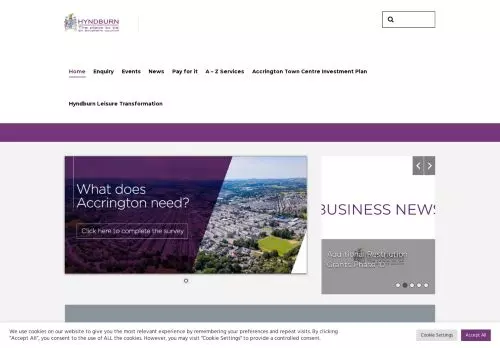 HYNDBURN
The place to be
an excellent council
Home
Enquiry
Events
News
Pay for it
A – Z Services
Accrington Town Centre Investment Plan
Hyndburn Leisure Transformation
What does
Accrington need?
Click here to complete the survey
BUSINESS NEWS
Additional Restriction
Grants Phase
We use cookies on our website to give you the most relevant experience by remembering your preferences and repeat visits. By clicking
"Accept All", you consent to the use of ALL the cookies. However, you may visit "Cookie Settings" to provide a controlled consent.
Cookie Settings
Accept All